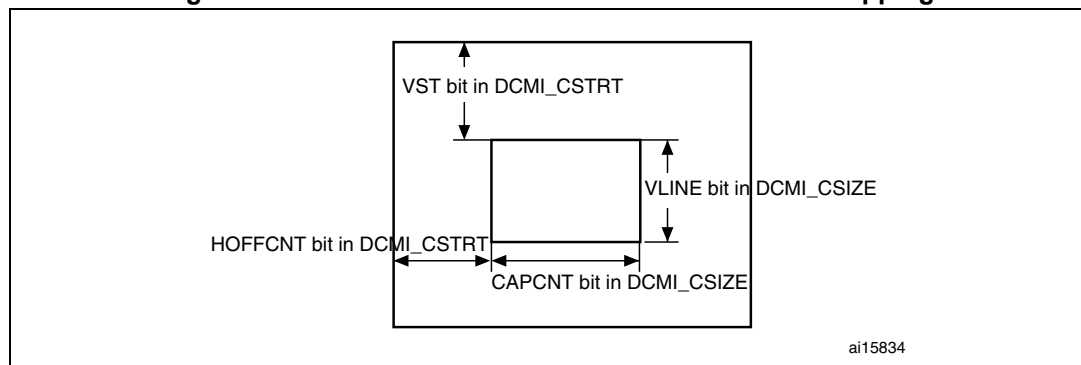 VST bit in DCMI_CSTRT
VLINE bit in DCMI_CSIZE
HOFFCNT bit in DCMI_CSTRT
CAPCNT bit in DCMI_CSIZE
ai15834